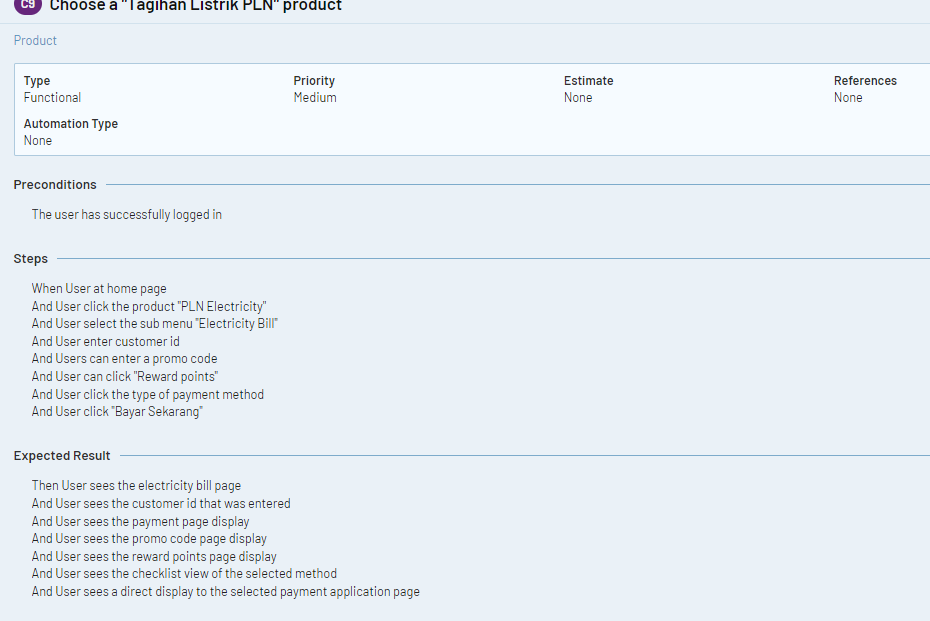 C9 Choose a "Tagihan Listrik PLN" product
Product
Type Priority Estimate References
Functional Medium None None
Automation Type
None
Preconditions
The user has successfully logged in
Steps
When User at home page
And User click the product "PLN Electricity"
And User select the sub menu "Electricity Bill"
And User enter customer id
And Users can enter a promo code
And User can click "Reward points"
And User click the type of payment method
And User click "Bayar Sekarang"
Expected Result
Then User sees the electricity bill page
And User sees the customer id that was entered
And User sees the payment page display
And User sees the promo code page display
And User sees the reward points page display
And User sees the checklist view of the selected method
And User sees a direct display to the selected payment application page